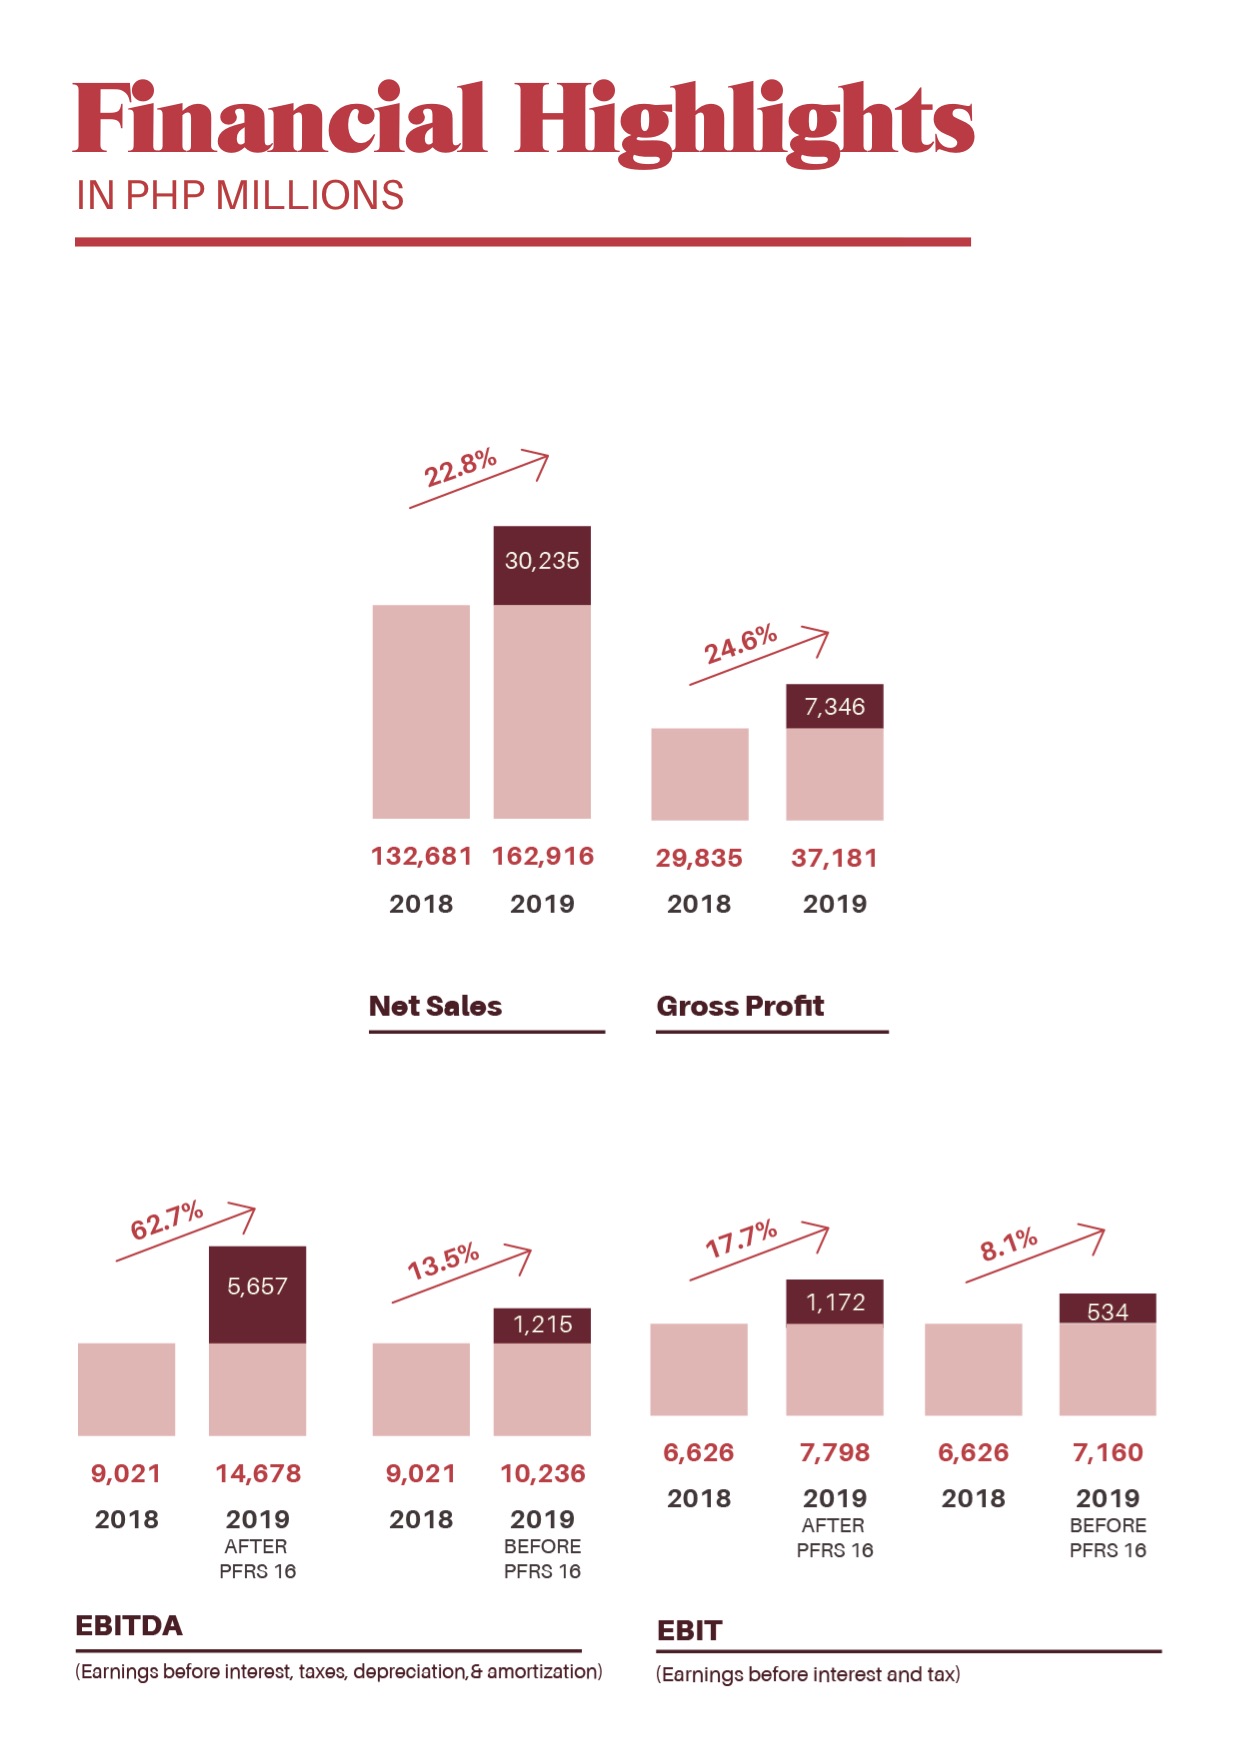 Financial Highlights
IN PHP MILLIONS
22.8%
30,235
24.6%
7,346
132,681 162,916 29,835 37,181
2018 2019 2018 2019
Net Sales Gross Profit
62.7%
5,657
13.5%
1,215
17.7%
1,172
8.1%
534
9,021 14,678 9,021 10,236
2018 2019 2018 2019
AFTER BEFORE
PFRS 16 PFRS 16
6,626 7,798 6,626 7,160
2018 2019 2018 2019
AFTER BEFORE
PFRS 16 PFRS 16
EBITDA
(Earnings before interest, taxes, depreciation,& amortization)
EBIT
(Earnings before interest and tax)